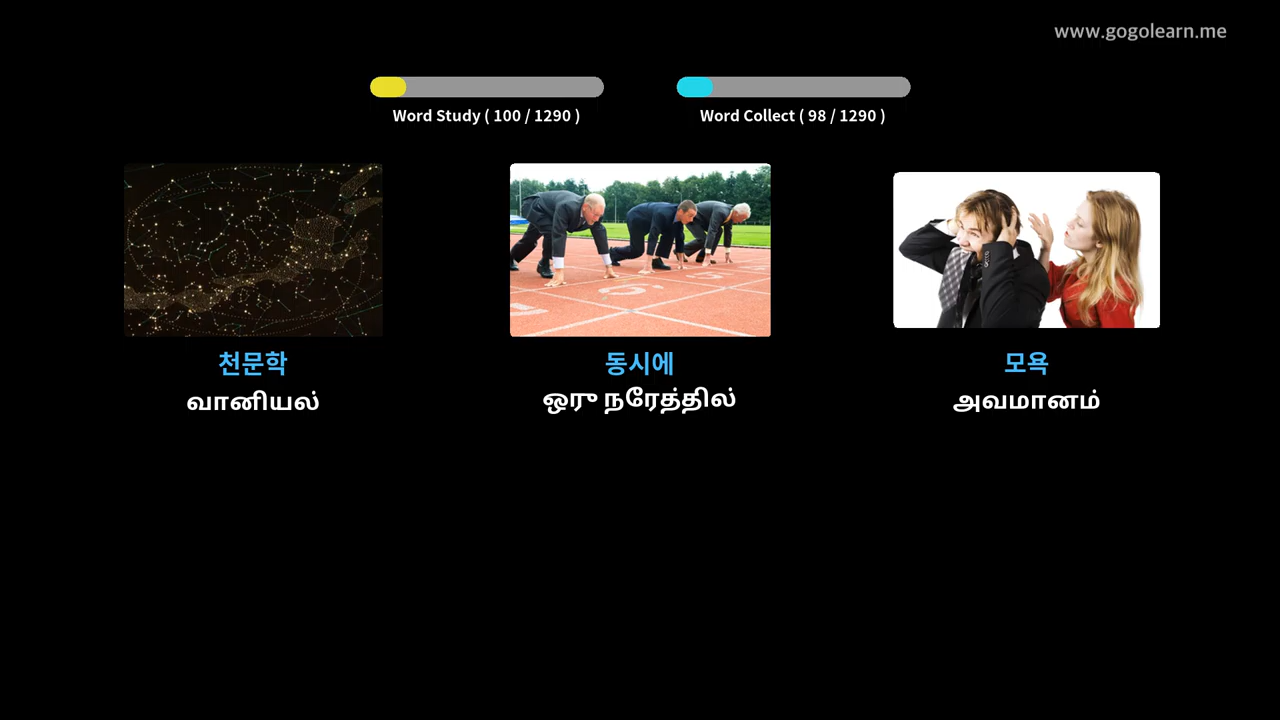 www.gogolearn.me
Word Study ( 100 / 1290 )
Word Collect ( 98 / 1290 )
천문학
동시에
모욕
வானியல்
ஒரு நரேத்தில்
அவமானம்